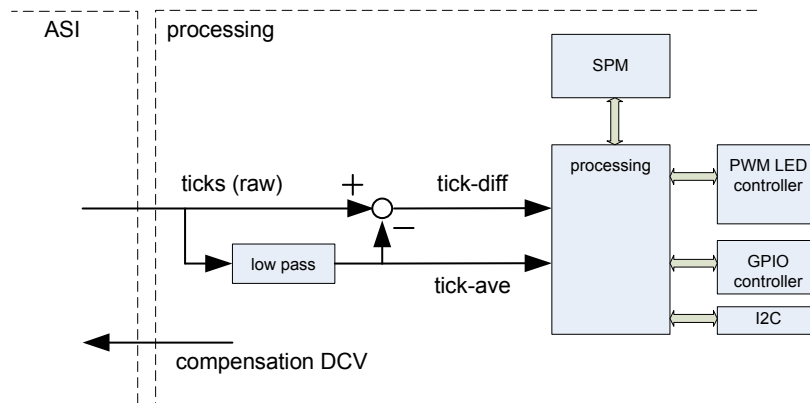 ASI
processing
SPM
processing
PWM LED
controller
ticks (raw)
+
tick-diff
−
low pass
tick-ave
GPIO
controller
I2C
compensation DCV